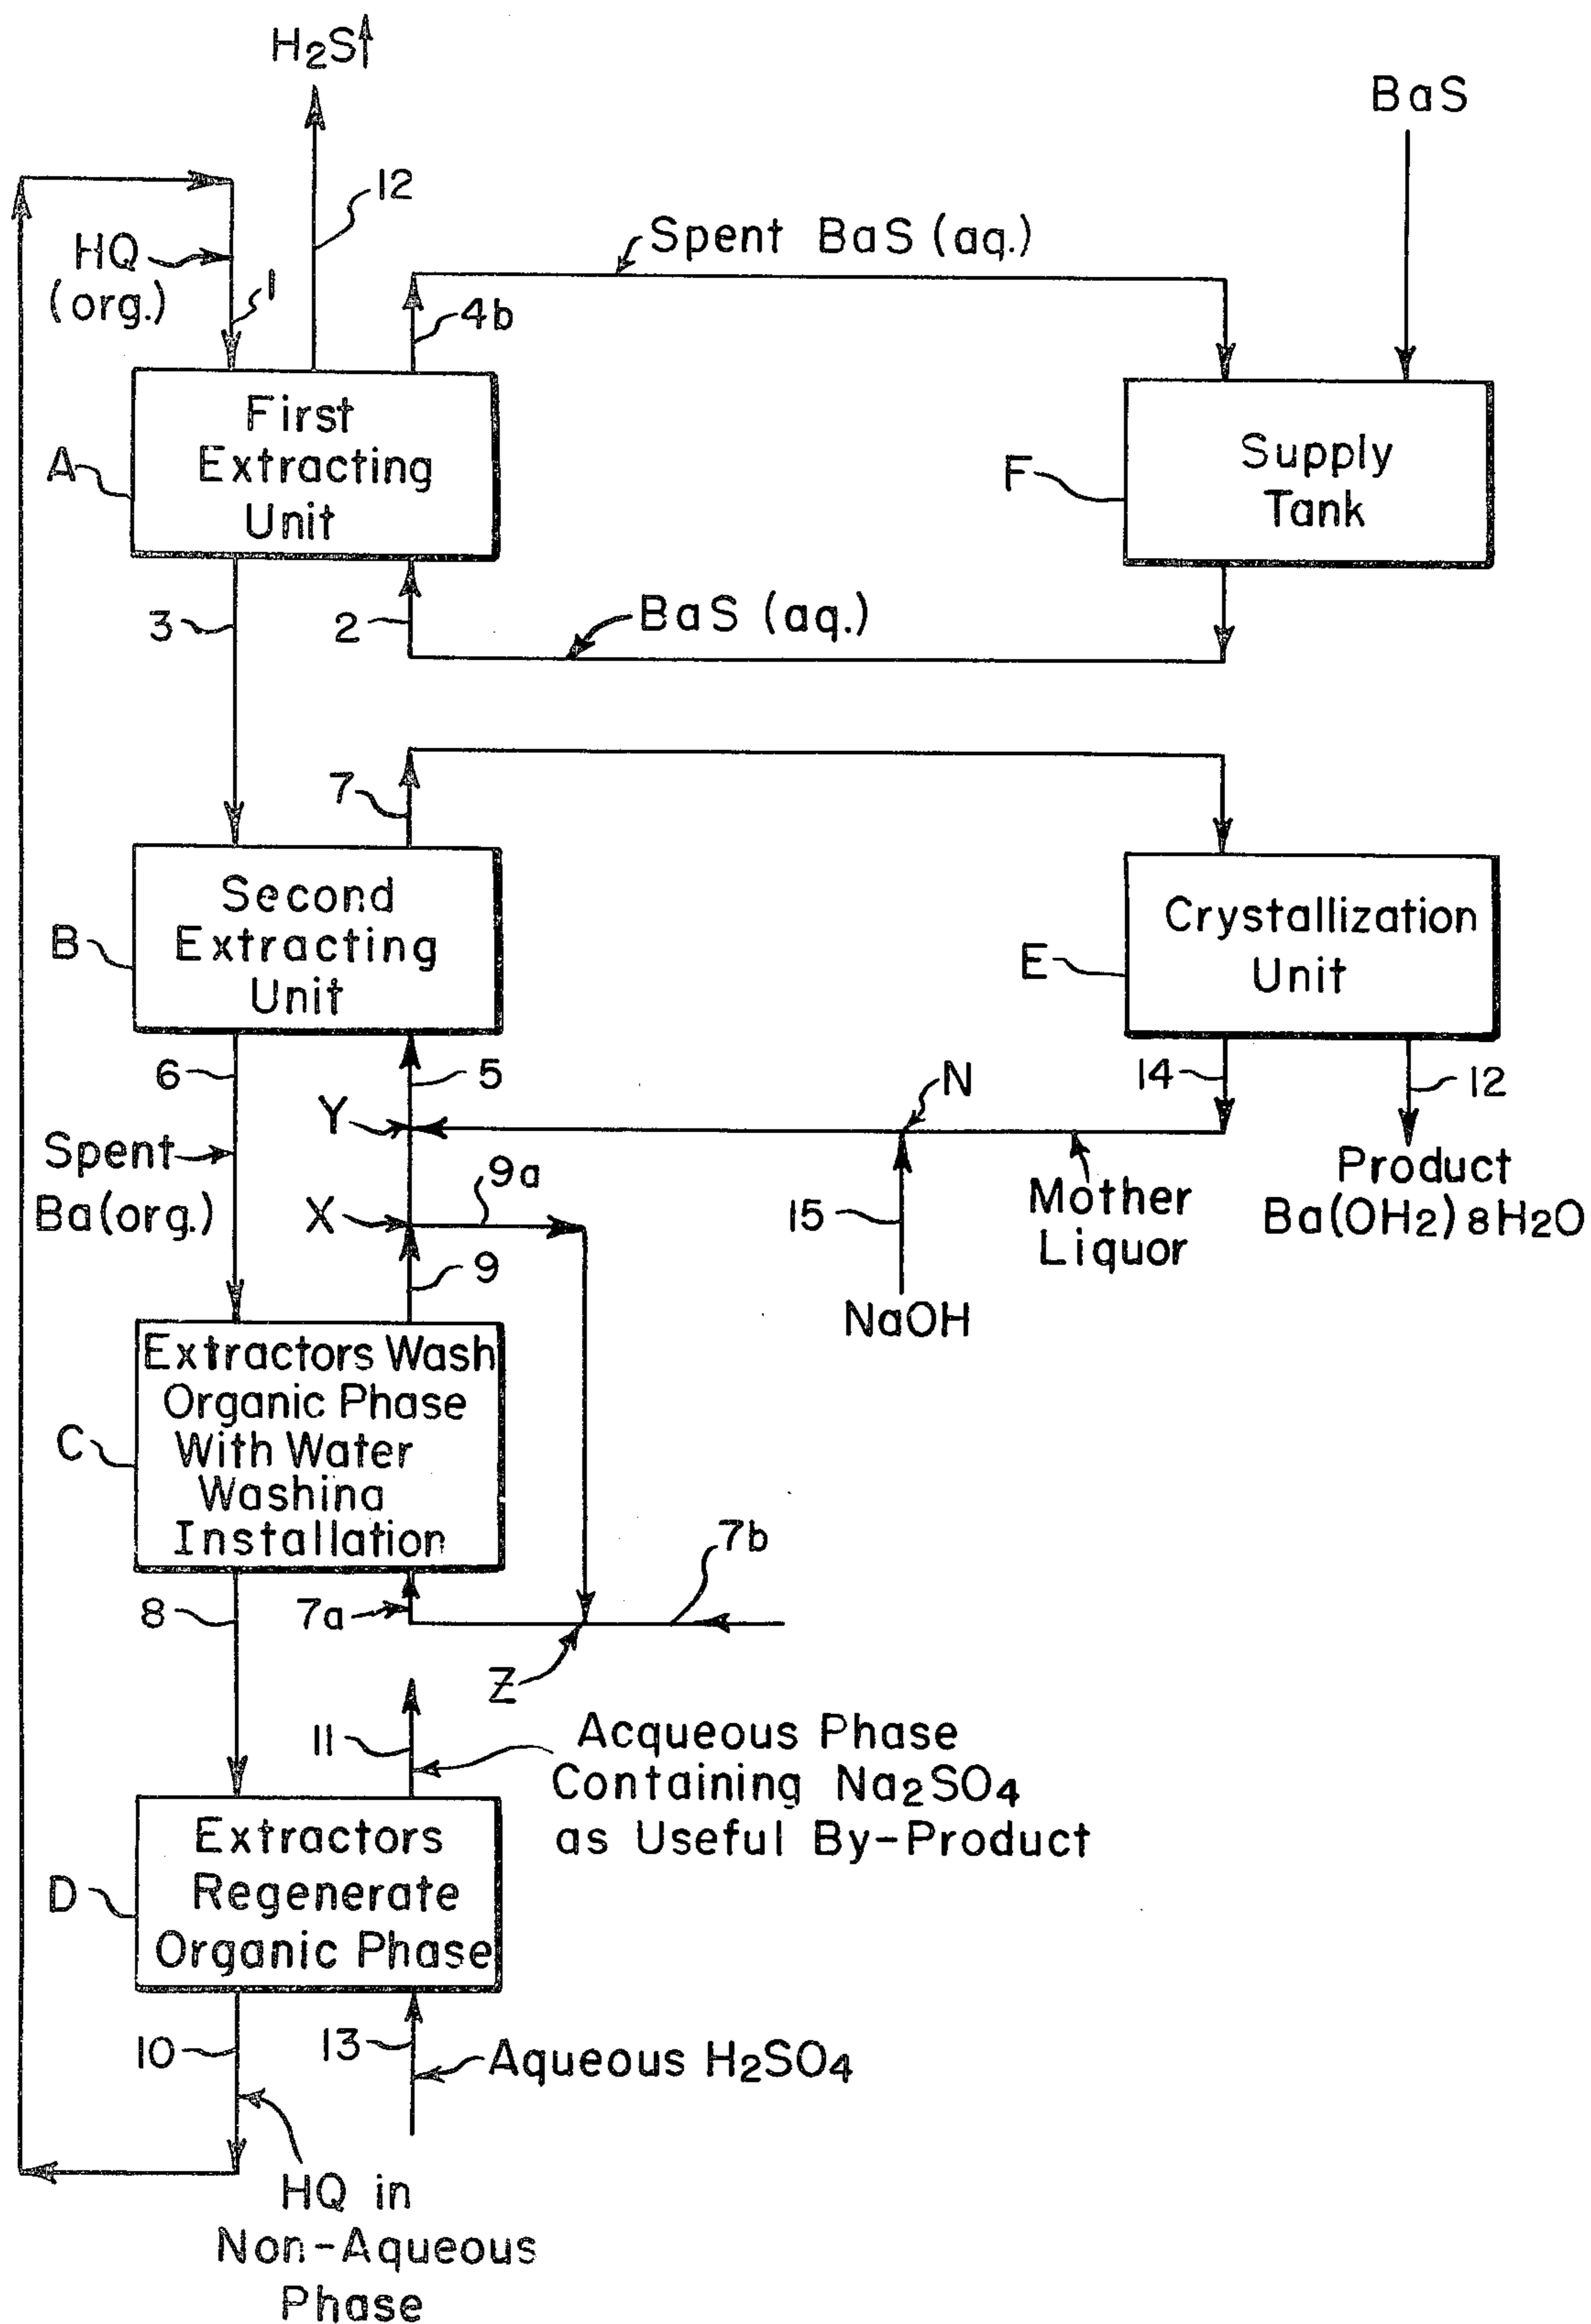 H2S
BaS
12
HQ
(org.)
1
Spent BaS (aq.)
4b
First
Extracting
Unit
A
Supply
Tank
F
3
2
BaS (aq.)
7
Second
Extracting
Unit
B
Crystallization
Unit
E
6
5
14
12
N
Y
Spent
Ba(org.)
9a
X
Mother
Liquor
Product
Ba(OH2)8H2O
15
9
NaOH
Extractors Wash
Organic Phase
With Water
Washina
Installation
C
7b
8
7a
Z
11
Acqueous Phase
Containing Na2SO4
as Useful By-Product
Extractors
Regenerate
Organic Phase
D
10
13
Aqueous H2SO4
HQ in
Non-Aqueous
Phase